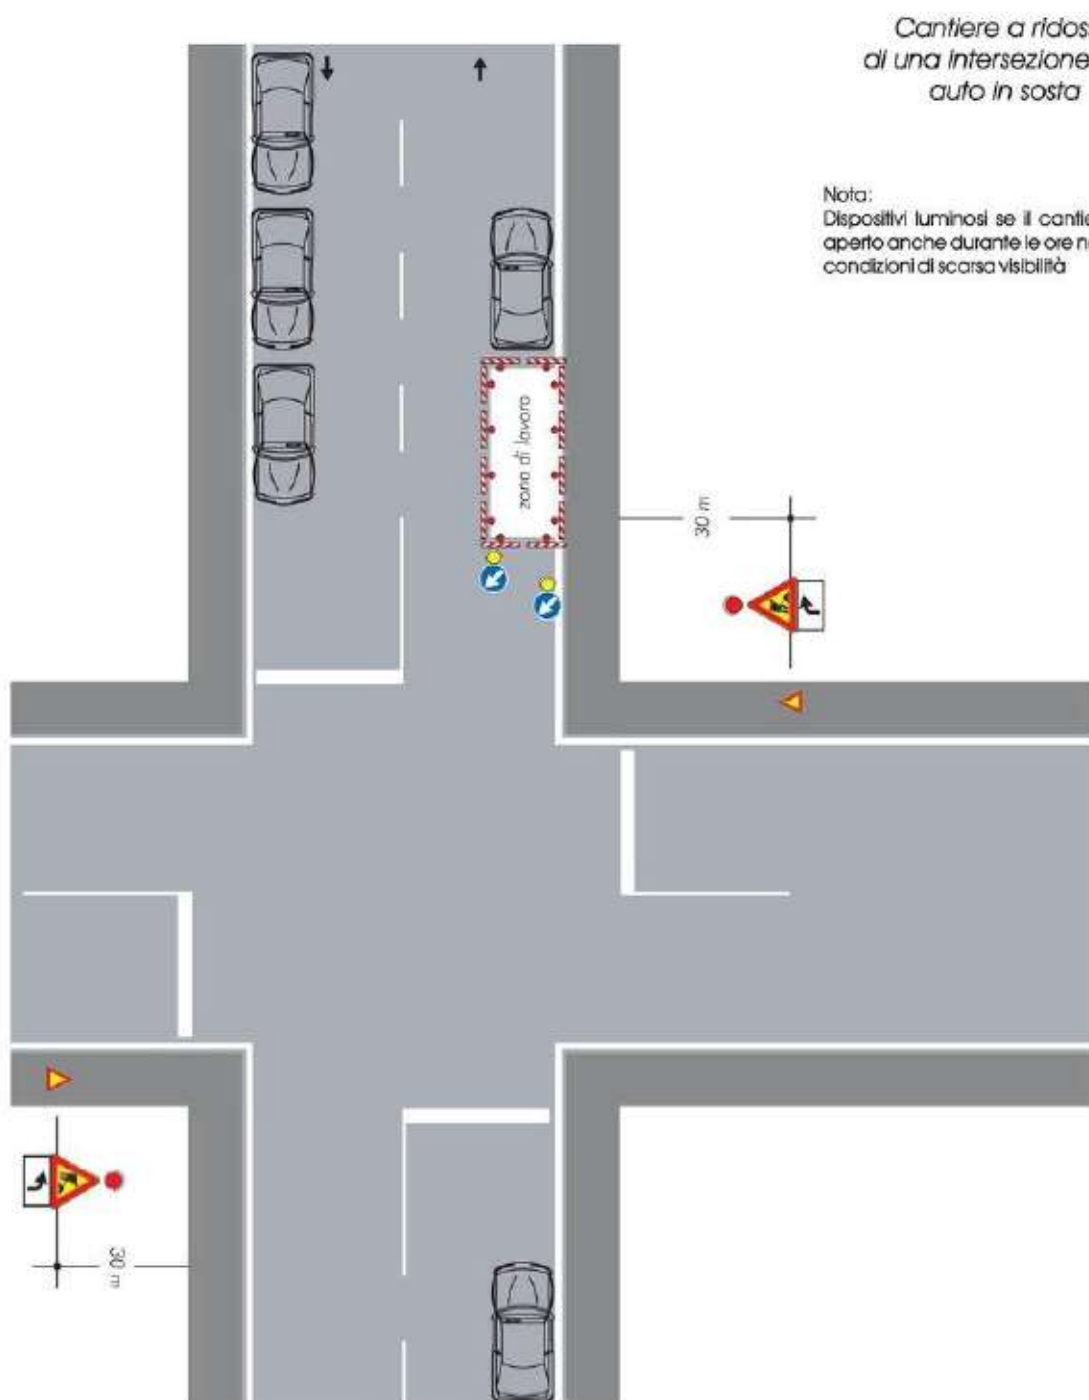 Cantiere a ridos
di una intersezione
auto in sosta
Nota:
Dispositivi luminosi se il cantie
aperto anche durante le ore n
condizioni di scarsa visibilità
zona di lavoro
30 m
30 m